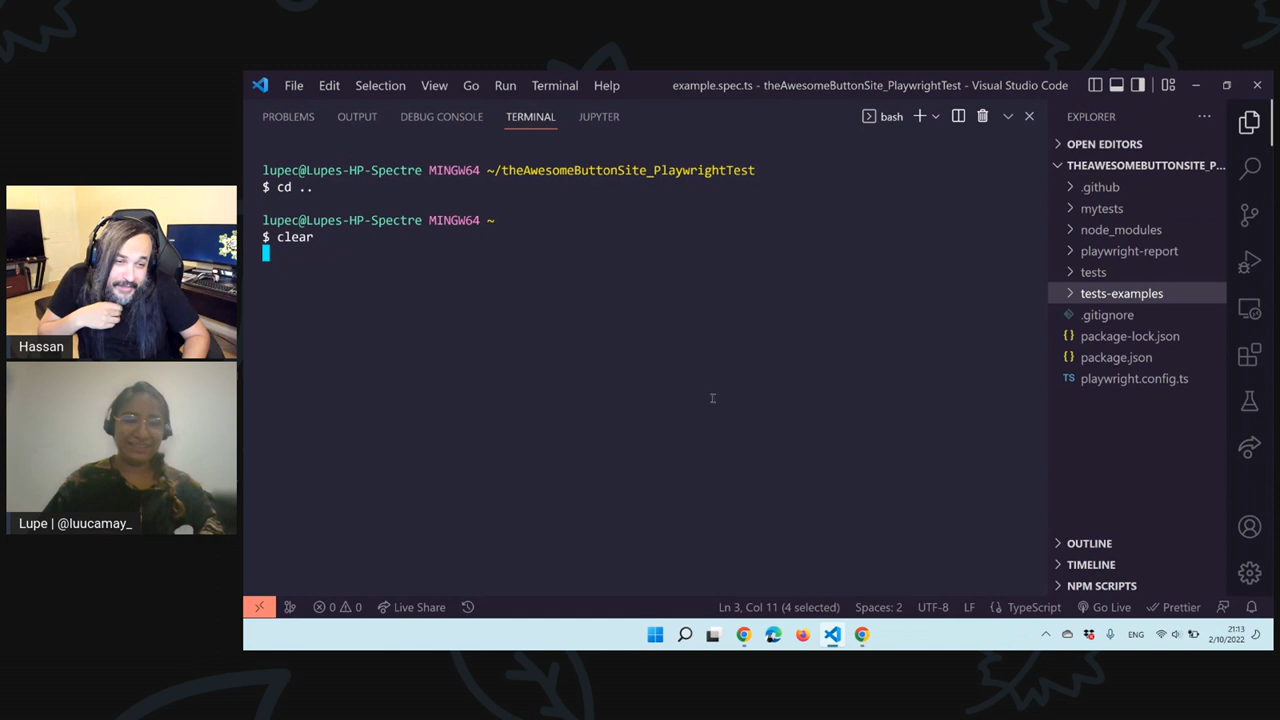 File Edit Selection View Go Run Terminal Help example.spec.ts - theAwesomeButtonSite_PlaywrightTest - Visual Studio Code
PROBLEMS OUTPUT DEBUG CONSOLE TERMINAL JUPYTER bash
lupec@Lupes-HP-Spectre MINGW64 ~/theAwesomeButtonSite_PlaywrightTest
$ cd ..
lupec@Lupes-HP-Spectre MINGW64 ~
$ clear
EXPLORER
OPEN EDITORS
THEAWESOMEBUTTONSITE_P...
.github
mytests
node_modules
playwright-report
tests
tests-examples
.gitignore
{} package-lock.json
{} package.json
TS playwright.config.ts
OUTLINE
TIMELINE
NPM SCRIPTS
Hassan
Lupe | @luucamay_
0 0 Live Share Ln 3, Col 11 (4 selected) Spaces: 2 UTF-8 LF {} TypeScript Go Live Prettier
ENG 21:13
2/10/2022